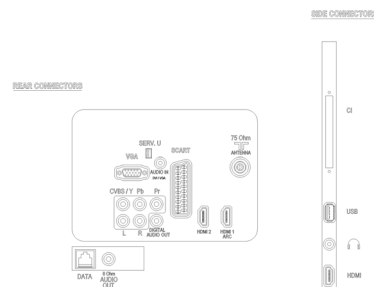 SIDE CONNECTORS
REAR CONNECTORS
CI
SERV. U
75 Ohm
ANTENNA
VGA
SCART
AUDIO IN
CVBS / Y Pb Pr
USB
L R DIGITAL
AUDIO OUT
HDMI 2
HDMI 1
ARC
HDMI
DATA
8 Ohm
AUDIO
OUT